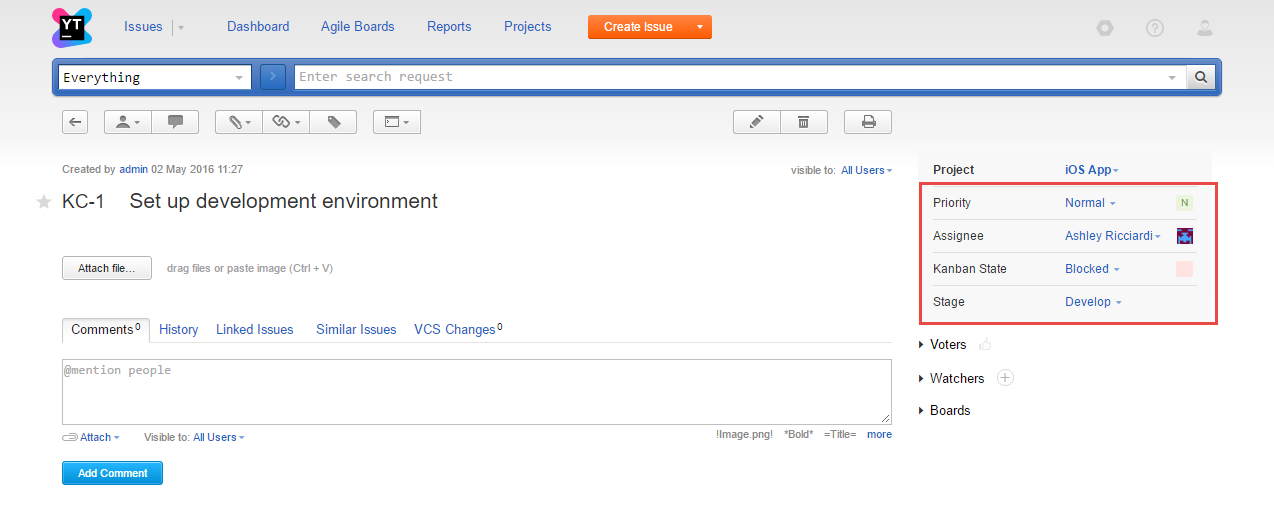 YT
Issues Dashboard Agile Boards Reports Projects Create Issue
Everything Enter search request
Created by admin 02 May 2016 11:27 visible to: All Users
KC-1 Set up development environment
Attach file... drag files or paste image (Ctrl + V)
Comments 0 History Linked Issues Similar Issues VCS Changes 0
@mention people
Attach Visible to: All Users !Image.png! *Bold* =Title= more
Add Comment
Project iOS App
Priority Normal N
Assignee Ashley Ricciardi
Kanban State Blocked
Stage Develop
Voters
Watchers
Boards